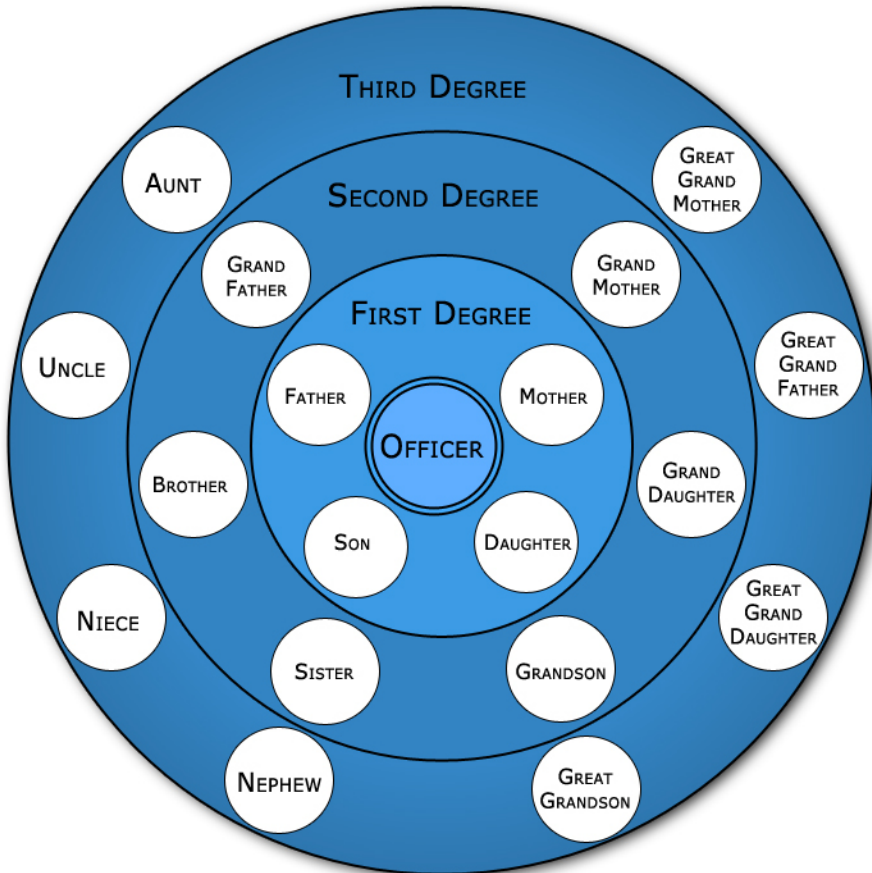 Third Degree
Aunt
Great
Grand
Mother
Second Degree
Grand
Father
Grand
Mother
First Degree
Uncle
Great
Grand
Father
Father
Mother
Officer
Brother
Grand
Daughter
Son
Daughter
Niece
Great
Grand
Daughter
Sister
Grandson
Nephew
Great
Grandson